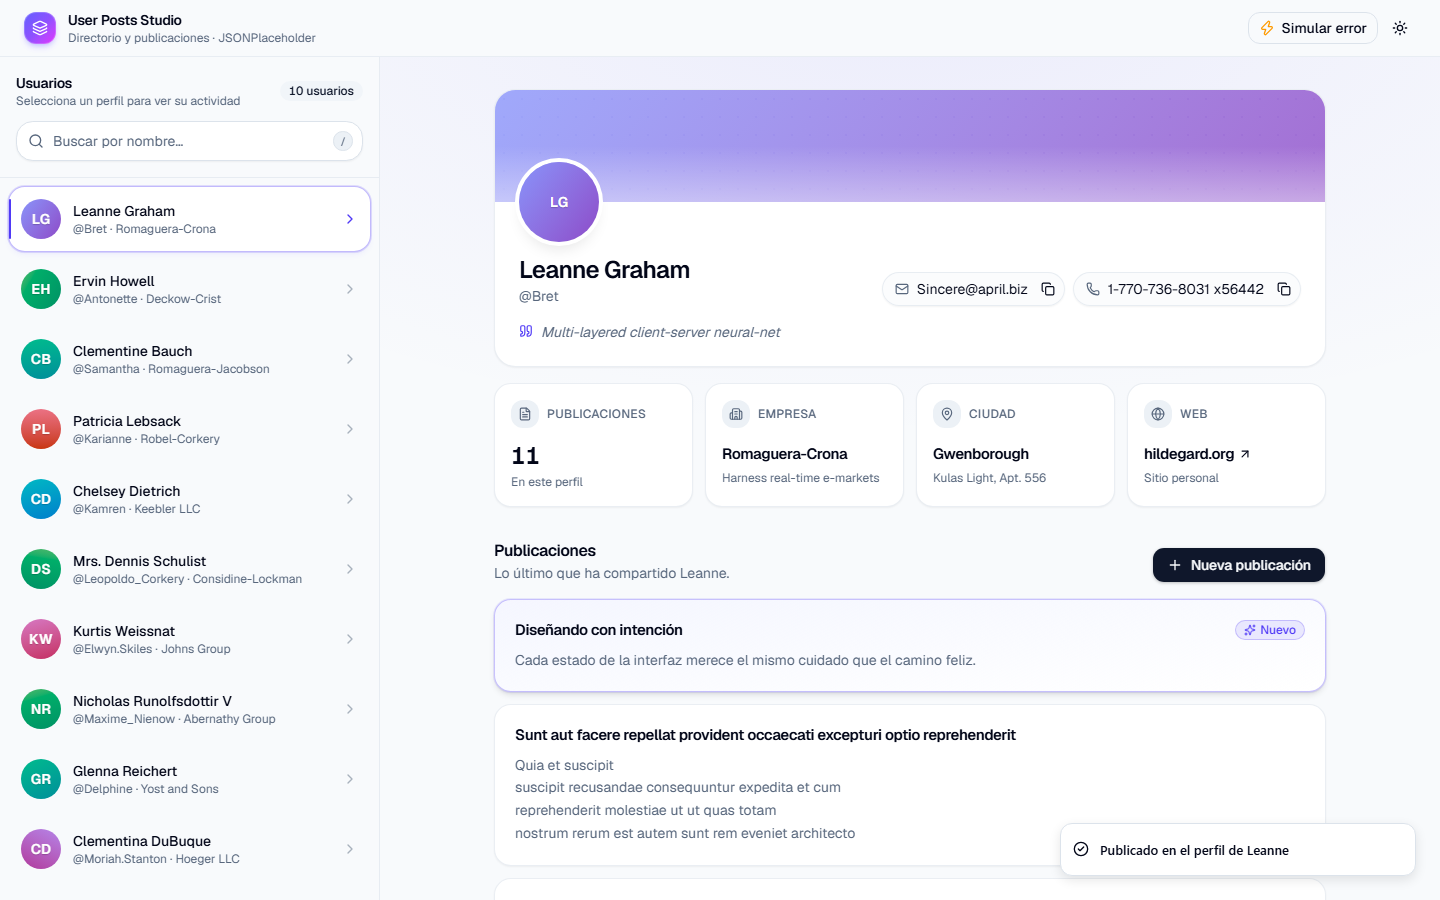 User Posts Studio
Directorio y publicaciones · JSONPlaceholder
Simular error
Usuarios
Selecciona un perfil para ver su actividad
10 usuarios
Buscar por nombre…
/
LG
Leanne Graham
@Bret · Romaguera-Crona
EH
Ervin Howell
@Antonette · Deckow-Crist
CB
Clementine Bauch
@Samantha · Romaguera-Jacobson
PL
Patricia Lebsack
@Karianne · Robel-Corkery
CD
Chelsey Dietrich
@Kamren · Keebler LLC
DS
Mrs. Dennis Schulist
@Leopoldo_Corkery · Considine-Lockman
KW
Kurtis Weissnat
@Elwyn.Skiles · Johns Group
NR
Nicholas Runolfsdottir V
@Maxime_Nienow · Abernathy Group
GR
Glenna Reichert
@Delphine · Yost and Sons
CD
Clementina DuBuque
@Moriah.Stanton · Hoeger LLC
LG
Leanne Graham
@Bret
Multi-layered client-server neural-net
Sincere@april.biz
1-770-736-8031 x56442
PUBLICACIONES
11
En este perfil
EMPRESA
Romaguera-Crona
Harness real-time e-markets
CIUDAD
Gwenborough
Kulas Light, Apt. 556
WEB
hildegard.org
Sitio personal
Publicaciones
Lo último que ha compartido Leanne.
Nueva publicación
Diseñando con intención
Nuevo
Cada estado de la interfaz merece el mismo cuidado que el camino feliz.
Sunt aut facere repellat provident occaecati excepturi optio reprehenderit
Quia et suscipit
suscipit recusandae consequuntur expedita et cum
reprehenderit molestiae ut ut quas totam
nostrum rerum est autem sunt rem eveniet architecto
Publicado en el perfil de Leanne